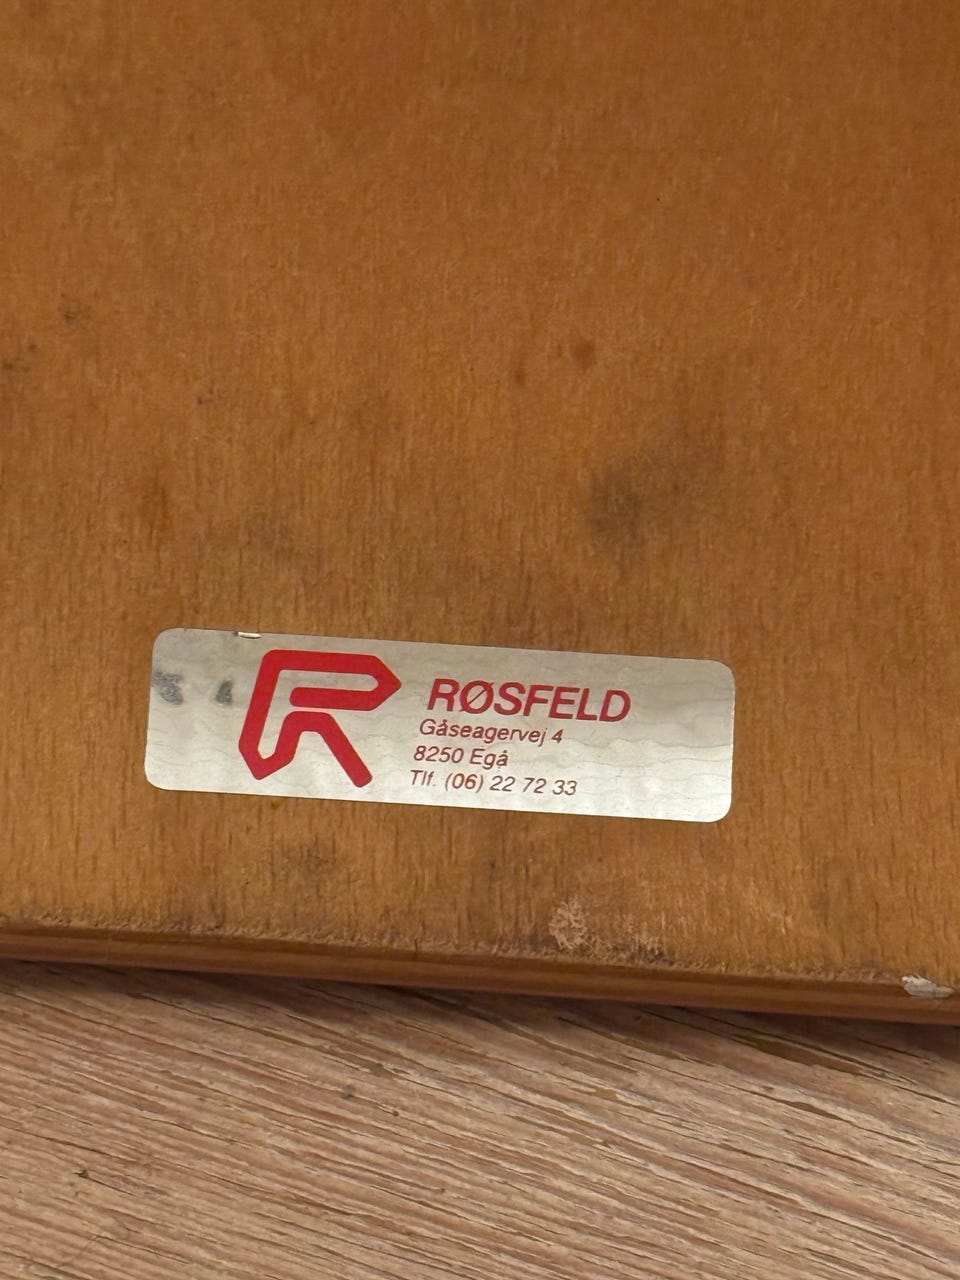 RØSFELD
Gåseagervej 4
8250 Egå
Tlf. (06) 22 72 33